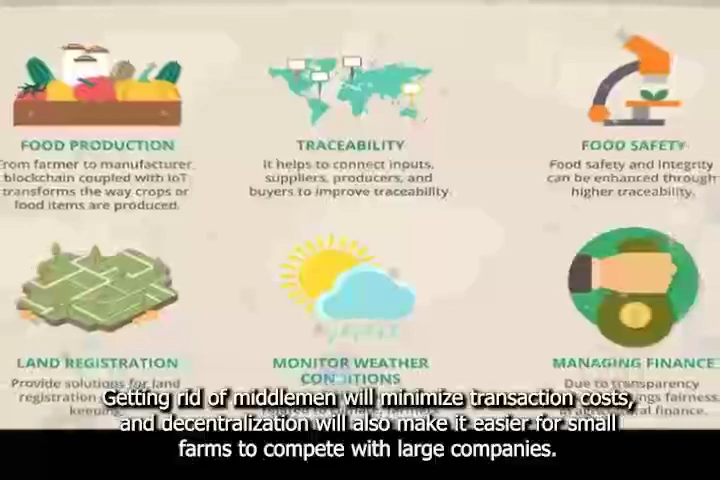 FOOD PRODUCTION
From farmer to manufacturer,
blockchain coupled with IoT
transforms the way crops or
food items are produced.
TRACEABILITY
It helps to connect inputs,
suppliers, producers, and
buyers to improve traceability
FOOD SAFETY
Food safety and integrity
can be enhanced through
higher traceability.
LAND REGISTRATION
Provide solutions for land
registration
keeping.
MONITOR WEATHER
CONDITIONS
MANAGING FINANCE
Due to transparency
fairness
finance.
Getting rid of middlemen will minimize transaction costs,
and decentralization will also make it easier for small
farms to compete with large companies.